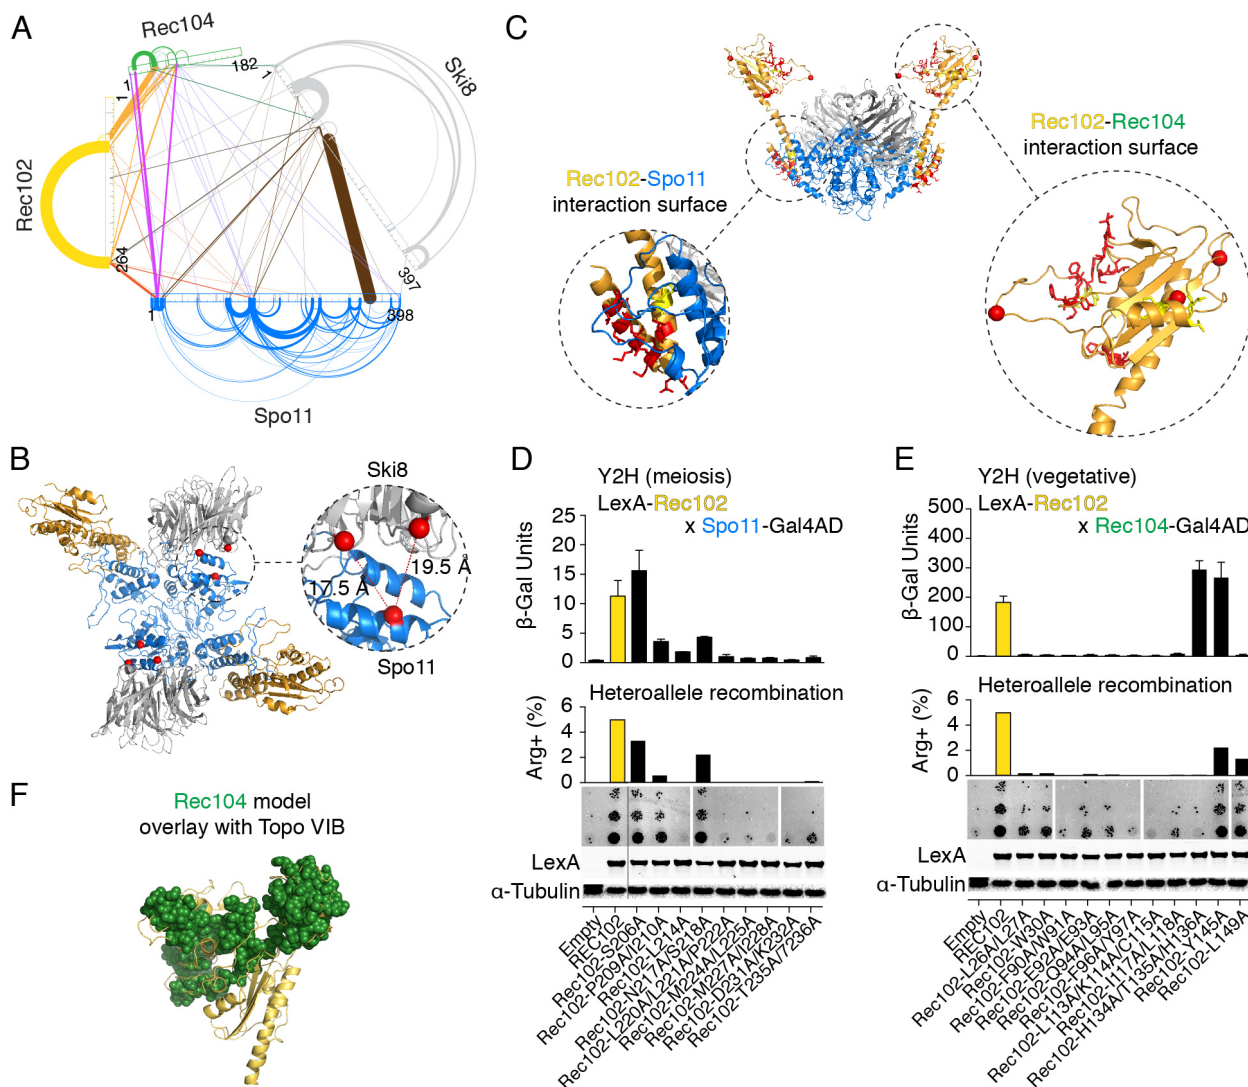 A
Rec104
182
1
1
Ski8
Rec102
264
397
1
398
Spo11
B
Ski8
17.5 Å
19.5 Å
Spo11
C
Rec102-Spo11
interaction surface
Rec102-Rec104
interaction surface
D
Y2H (meiosis)
LexA-Rec102
x Spo11-Gal4AD
β-Gal Units
25
20
15
10
5
0
Heteroallele recombination
Arg+ (%)
6
4
2
0
LexA
α-Tubulin
Empty
REC102
Rec102-S206A
Rec102-P209A/I210A
Rec102-L214A
Rec102-N217A/S218A
Rec102-L220A/L221A/P222A
Rec102-M224A/L225A
Rec102-M227A/I228A
Rec102-D231A/K232A
Rec102-T235A/7236A
E
Y2H (vegetative)
LexA-Rec102
x Rec104-Gal4AD
β-Gal Units
500
400
300
200
100
0
Heteroallele recombination
Arg+ (%)
6
4
2
0
LexA
α-Tubulin
Empty
REC102
Rec102-L26A/L27A
Rec102-W30A
Rec102-F90A/W91A
Rec102-E92A/E93A
Rec102-Q94A/L95A
Rec102-F96A/Y97A
Rec102-L113A/K114A/C115A
Rec102-I117A/L118A
Rec102-H134A/T135A/H136A
Rec102-Y145A
Rec102-L149A
F
Rec104 model
overlay with Topo VIB